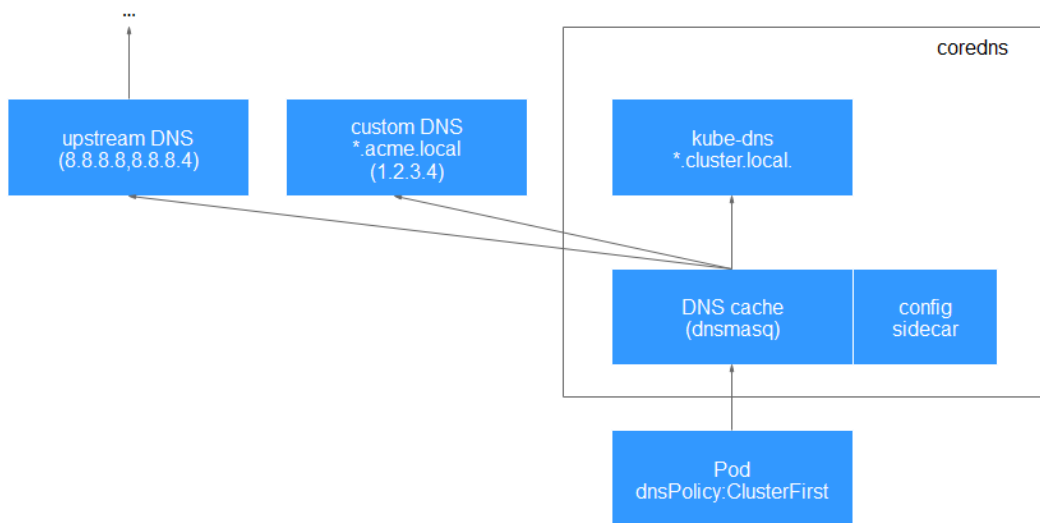 ...
coredns
upstream DNS
(8.8.8.8,8.8.8.4)
custom DNS
*.acme.local
(1.2.3.4)
kube-dns
*.cluster.local.
DNS cache
(dnsmasq)
config
sidecar
Pod
dnsPolicy:ClusterFirst